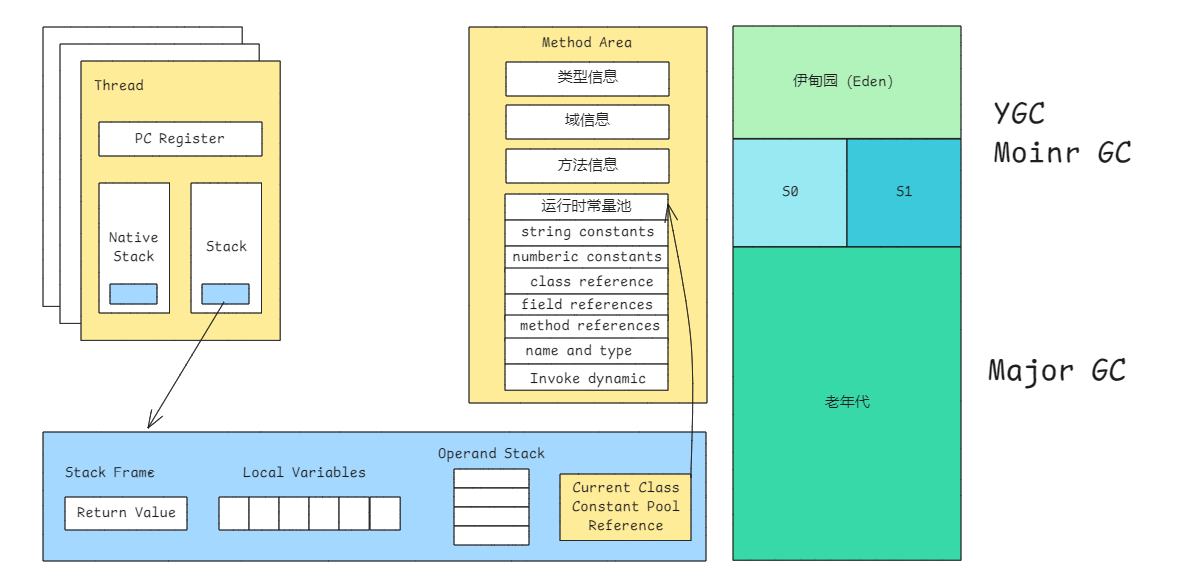 Thread
PC Register
Native
Stack
Stack
Method Area
类型信息
域信息
方法信息
运行时常量池
string constants
numberic constants
class reference
field references
method references
name and type
Invoke dynamic
Stack Frame
Return Value
Local Variables
Operand Stack
Current Class
Constant Pool
Reference
伊甸园 (Eden)
S0
S1
老年代
YGC
Moinr GC
Major GC